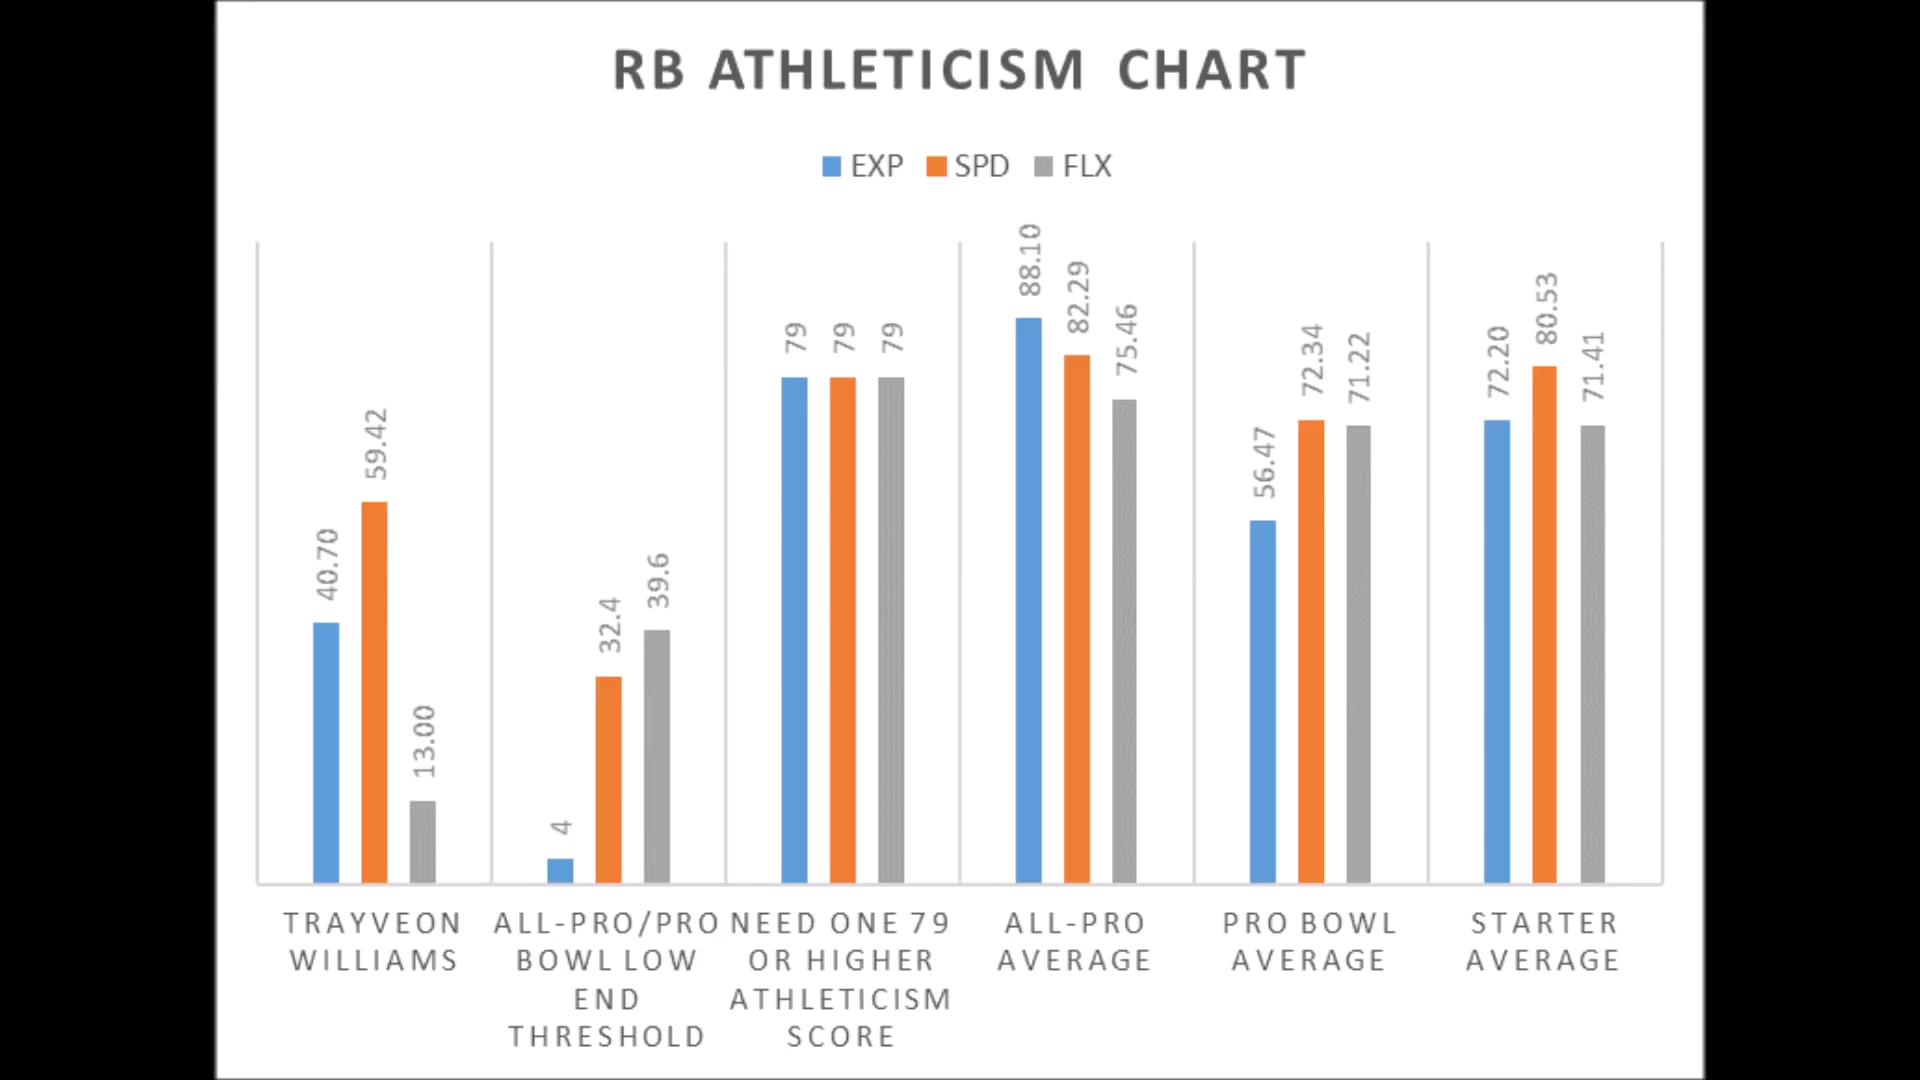 RB ATHLETICISM CHART
EXP SPD FLX
40.70
59.42
13.00
4
32.4
39.6
79
79
79
88.10
82.29
75.46
56.47
72.34
71.22
72.20
80.53
71.41
TRAYVEON
WILLIAMS
ALL-PRO/PRO
BOWL LOW
END
THRESHOLD
NEED ONE 79
OR HIGHER
ATHLETICISM
SCORE
ALL-PRO
AVERAGE
PRO BOWL
AVERAGE
STARTER
AVERAGE